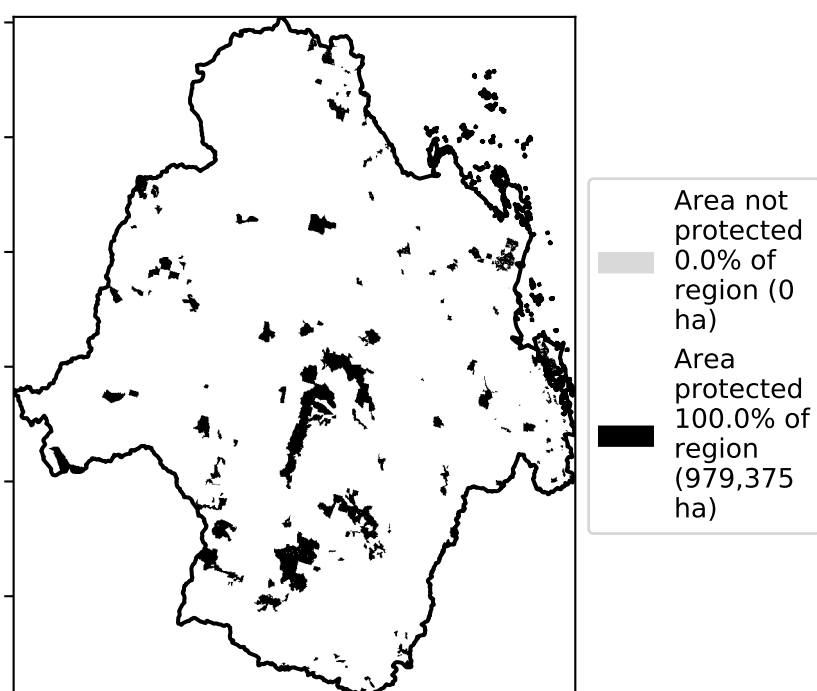 Area not
protected
0.0% of
region (0
ha)
Area
protected
100.0% of
region
(979,375
ha)